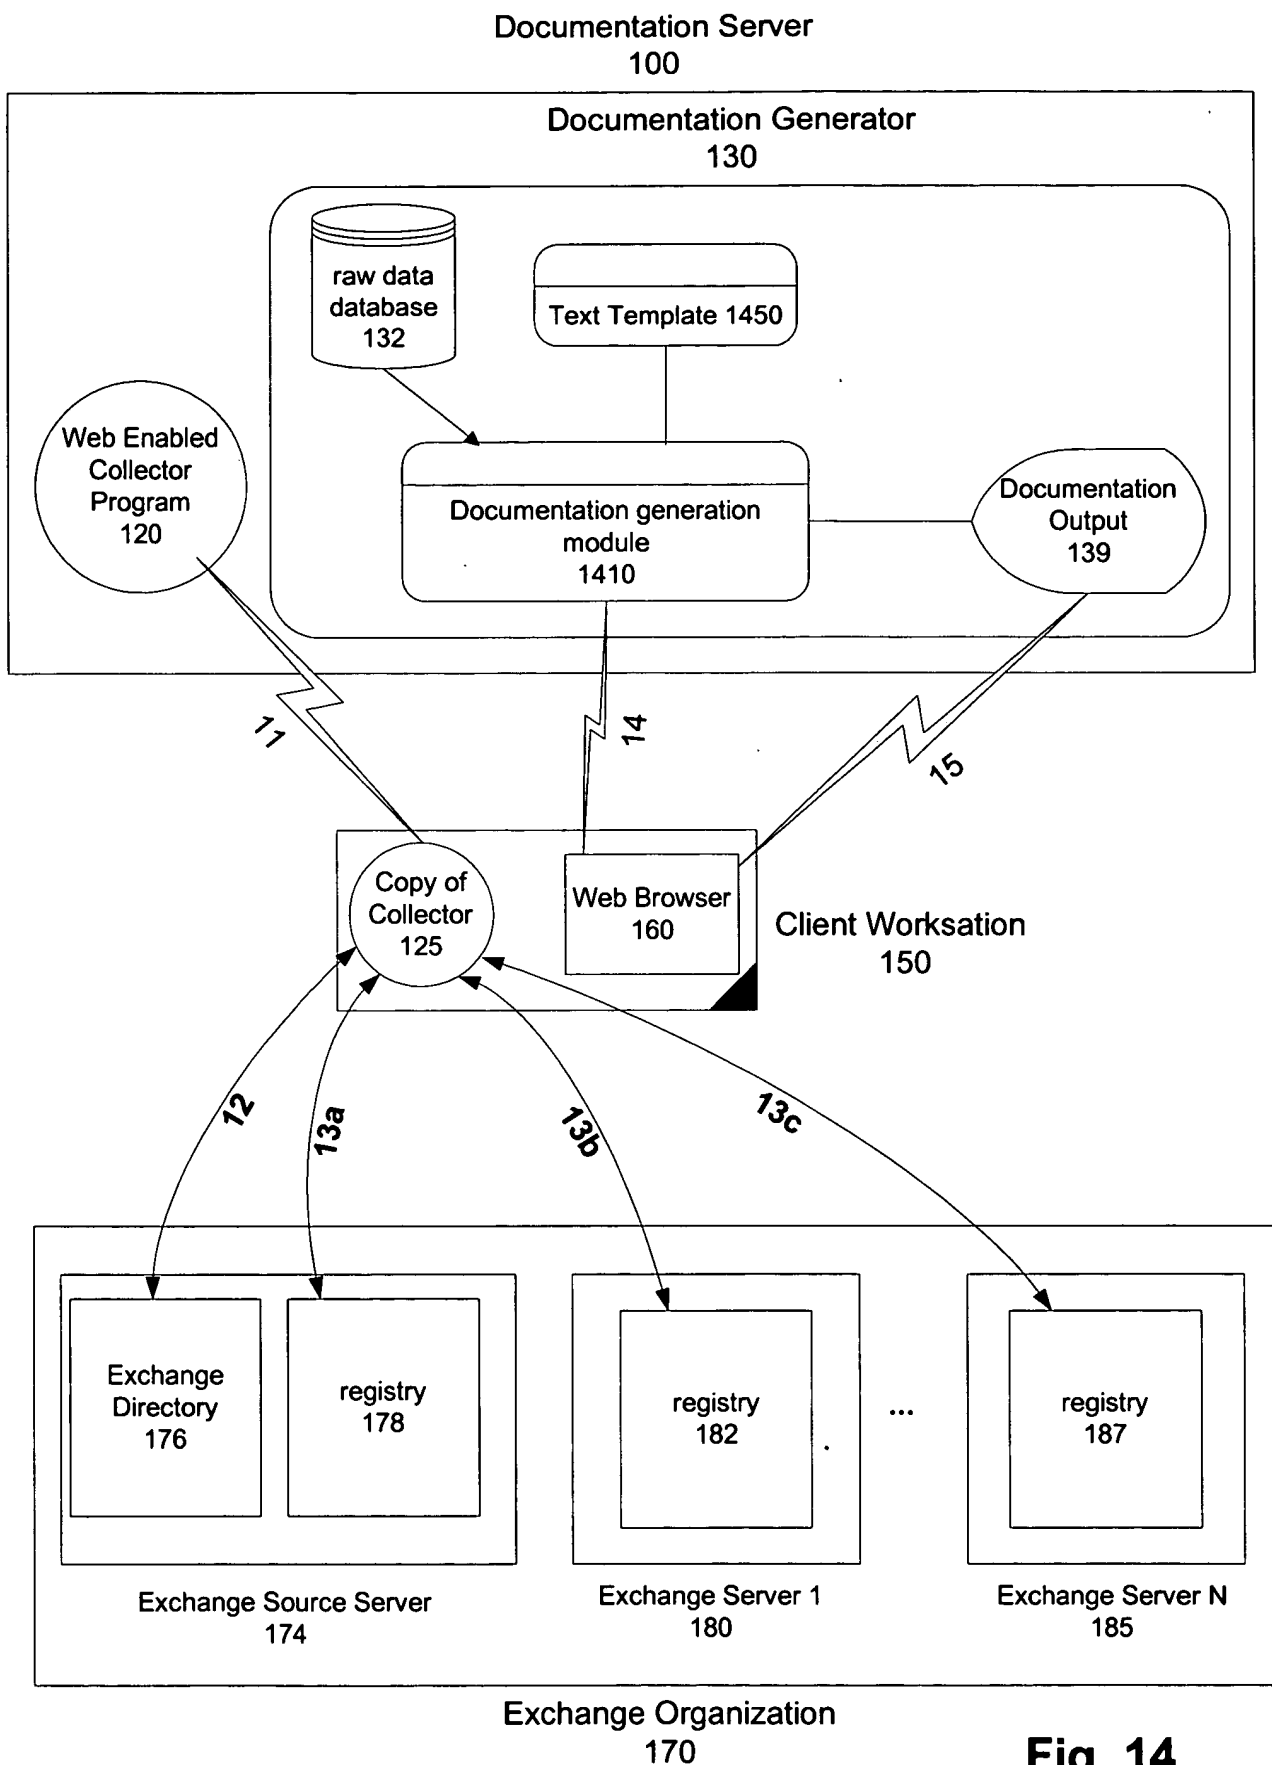 Documentation Server
100
Documentation Generator
130
raw data
database
132
Text Template 1450
Web Enabled
Collector
Program
120
Documentation generation
module
1410
Documentation
Output
139
11
14
15
Copy of
Collector
125
Web Browser
160
Client Worksation
150
12
13a
13b
13c
Exchange
Directory
176
registry
178
registry
182
...
registry
187
Exchange Source Server
174
Exchange Server 1
180
Exchange Server N
185
Exchange Organization
170
Fig. 14